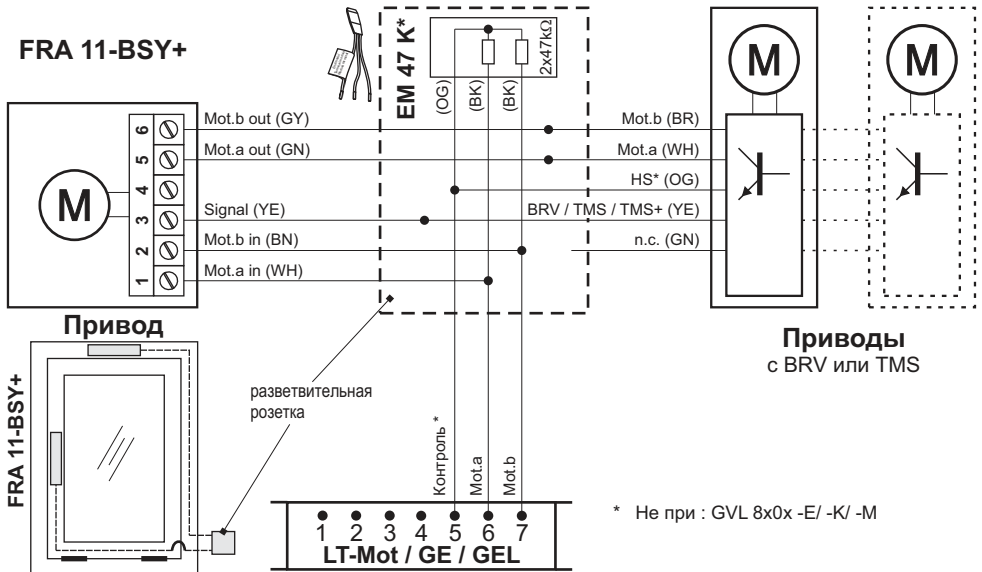 FRA 11-BSY+
EM 47 K*
2x47kΩ
(OG)
(BK)
(BK)
M
M
M
6
5
4
3
2
1
Mot.b out (GY)
Mot.a out (GN)
Signal (YE)
Mot.b in (BN)
Mot.a in (WH)
Mot.b (BR)
Mot.a (WH)
HS* (OG)
BRV / TMS / TMS+ (YE)
n.c. (GN)
Привод
Приводы
с BRV или TMS
FRA 11-BSY+
разветвительная
розетка
Контроль *
Mot.a
Mot.b
1 2 3 4 5 6 7
LT-Mot / GE / GEL
* Не при : GVL 8x0x -E/ -K/ -M